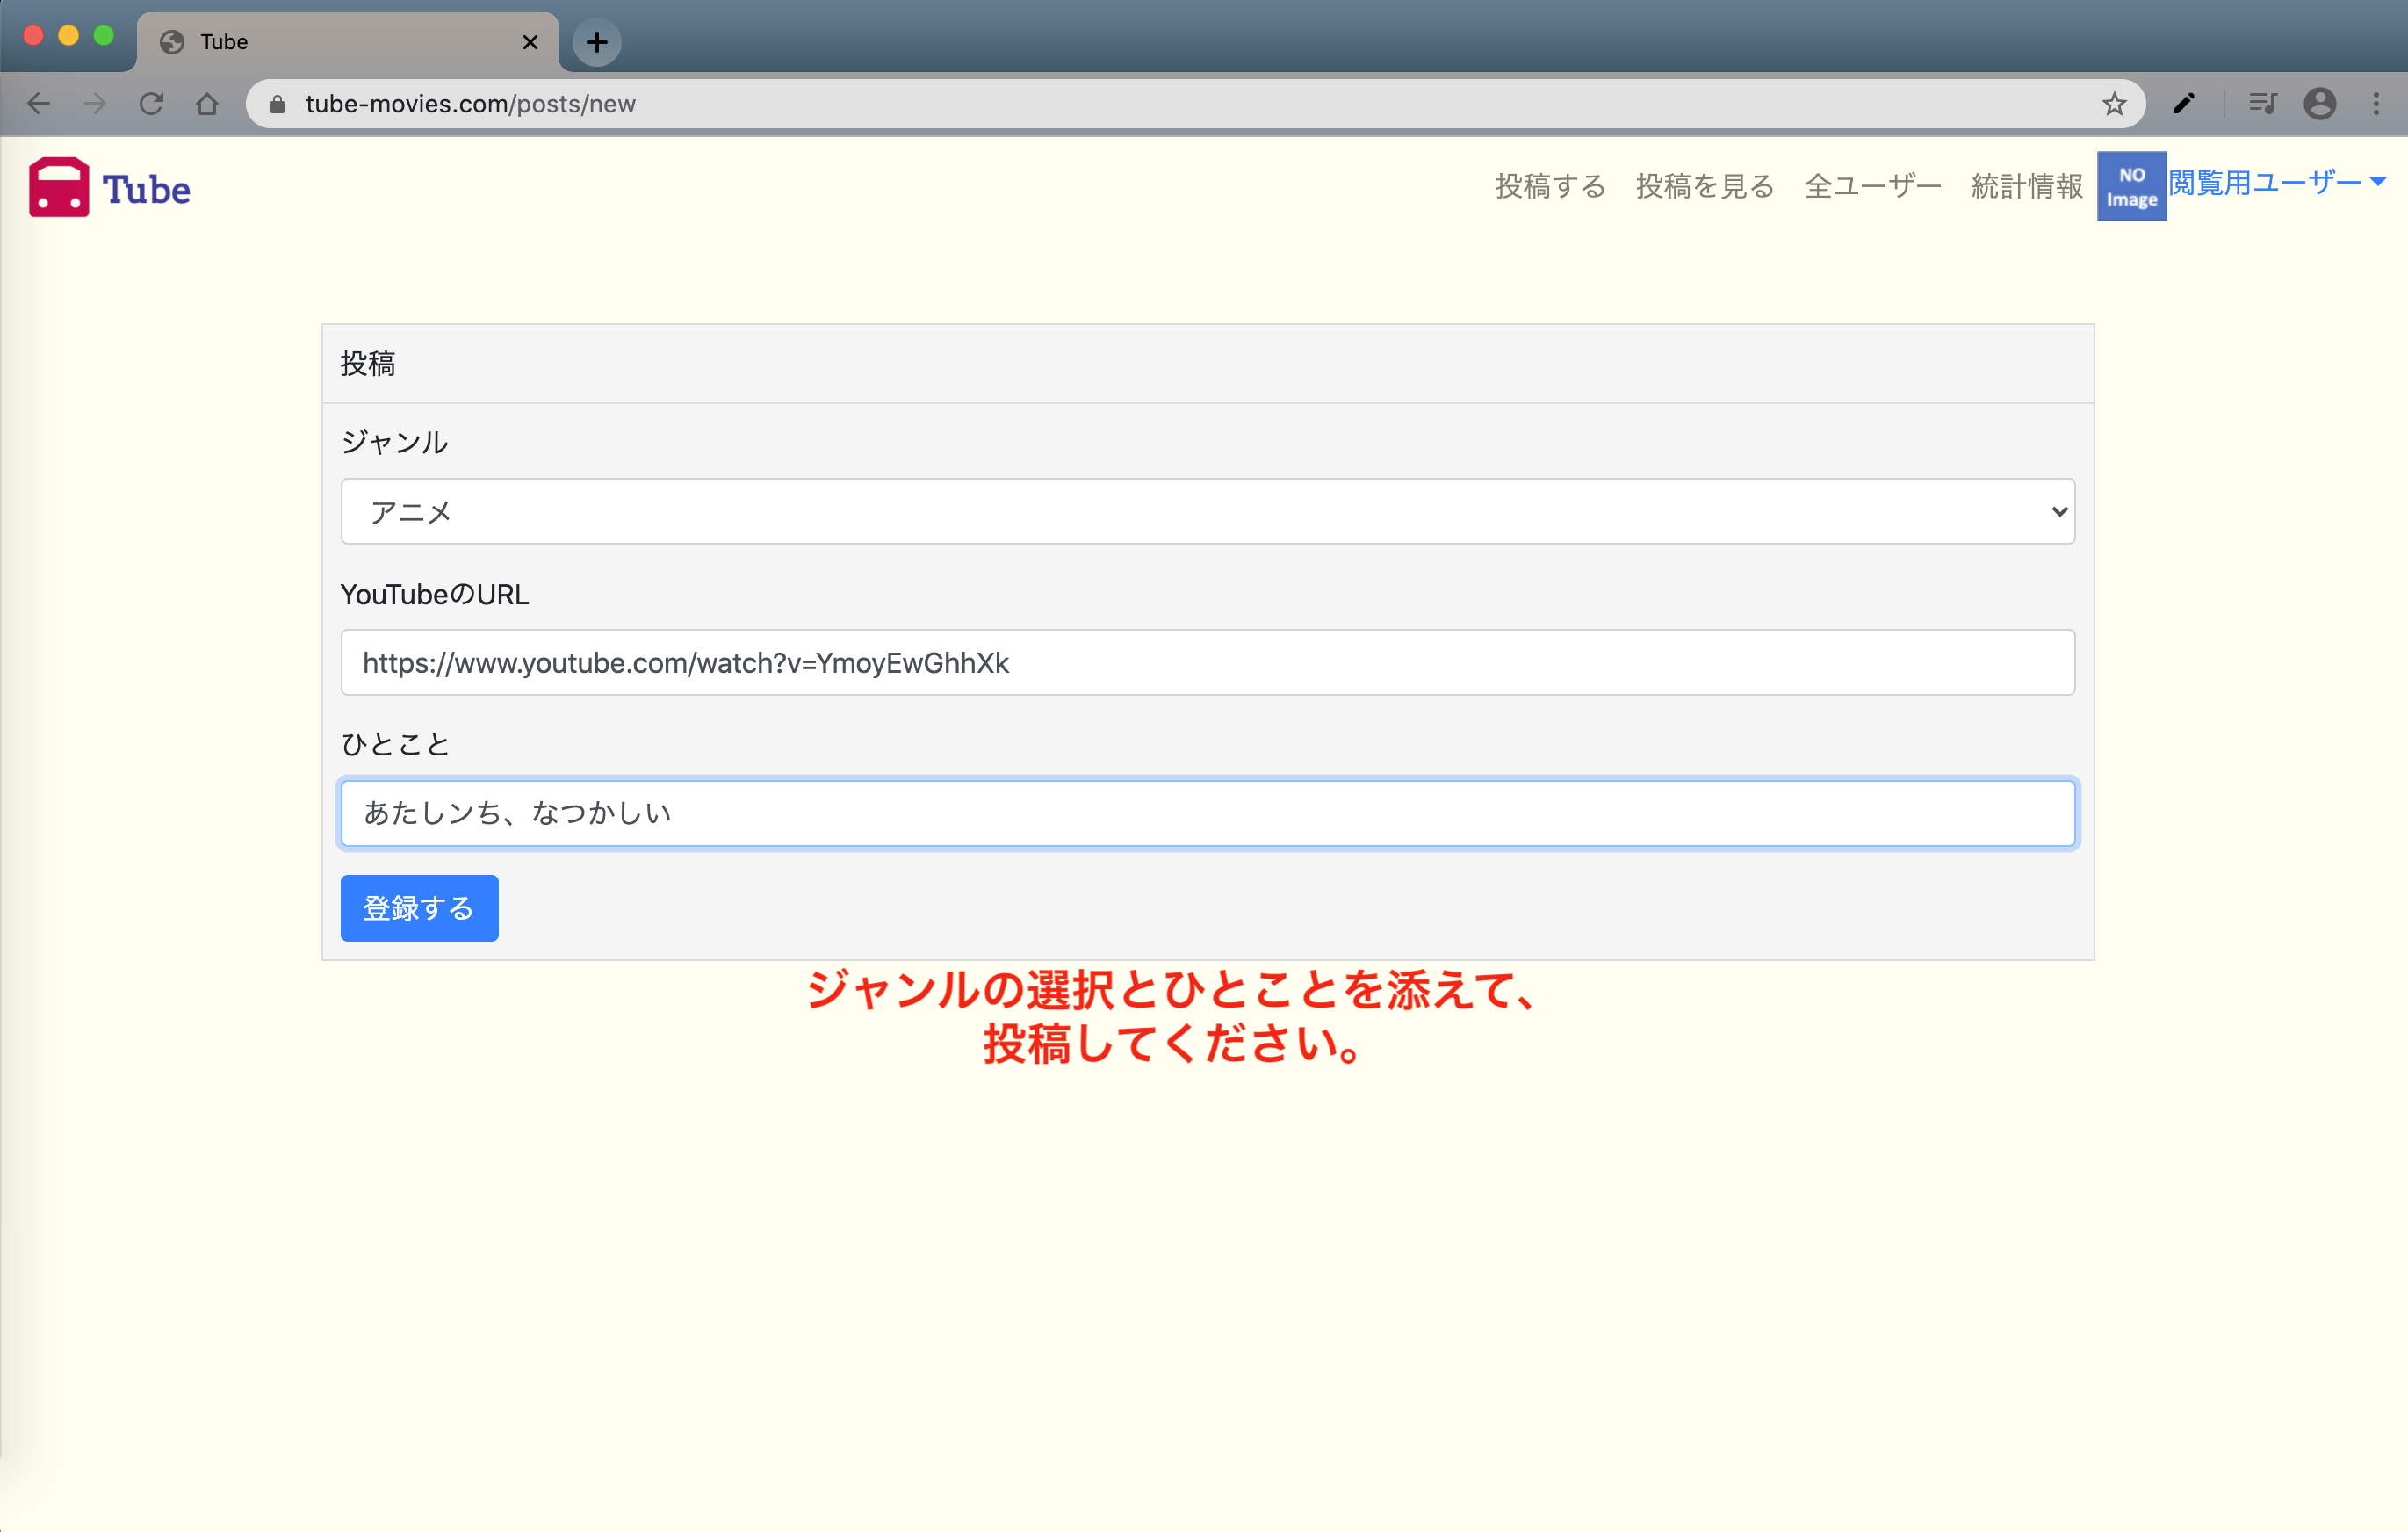 Tube
tube-movies.com/posts/new
Tube
投稿する 投稿を見る 全ユーザー 統計情報 NO Image 閲覧用ユーザー
投稿
ジャンル
アニメ
YouTubeのURL
https://www.youtube.com/watch?v=YmoyEwGhhXk
ひとこと
あたしンち、なつかしい
登録する
ジャンルの選択とひとことを添えて、
投稿してください。